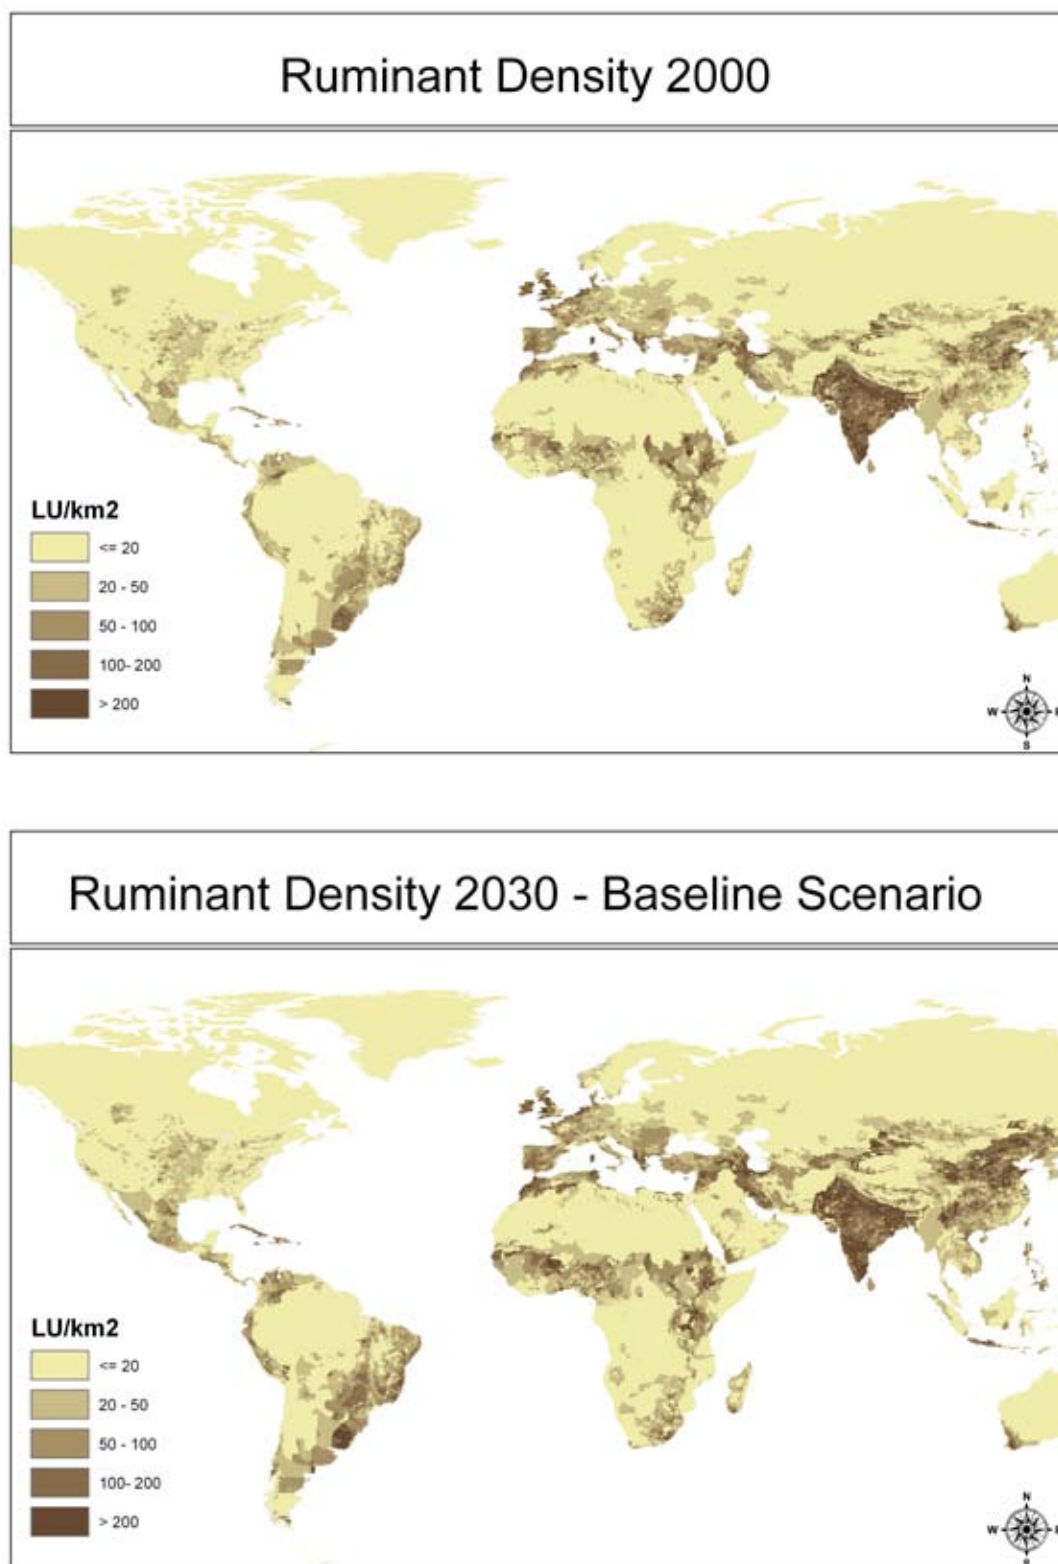 Ruminant Density 2000
LU/km2
<= 20
20 - 50
50 - 100
100- 200
> 200
N
W
S
Ruminant Density 2030 - Baseline Scenario
LU/km2
<= 20
20 - 50
50 - 100
100- 200
> 200
N
W